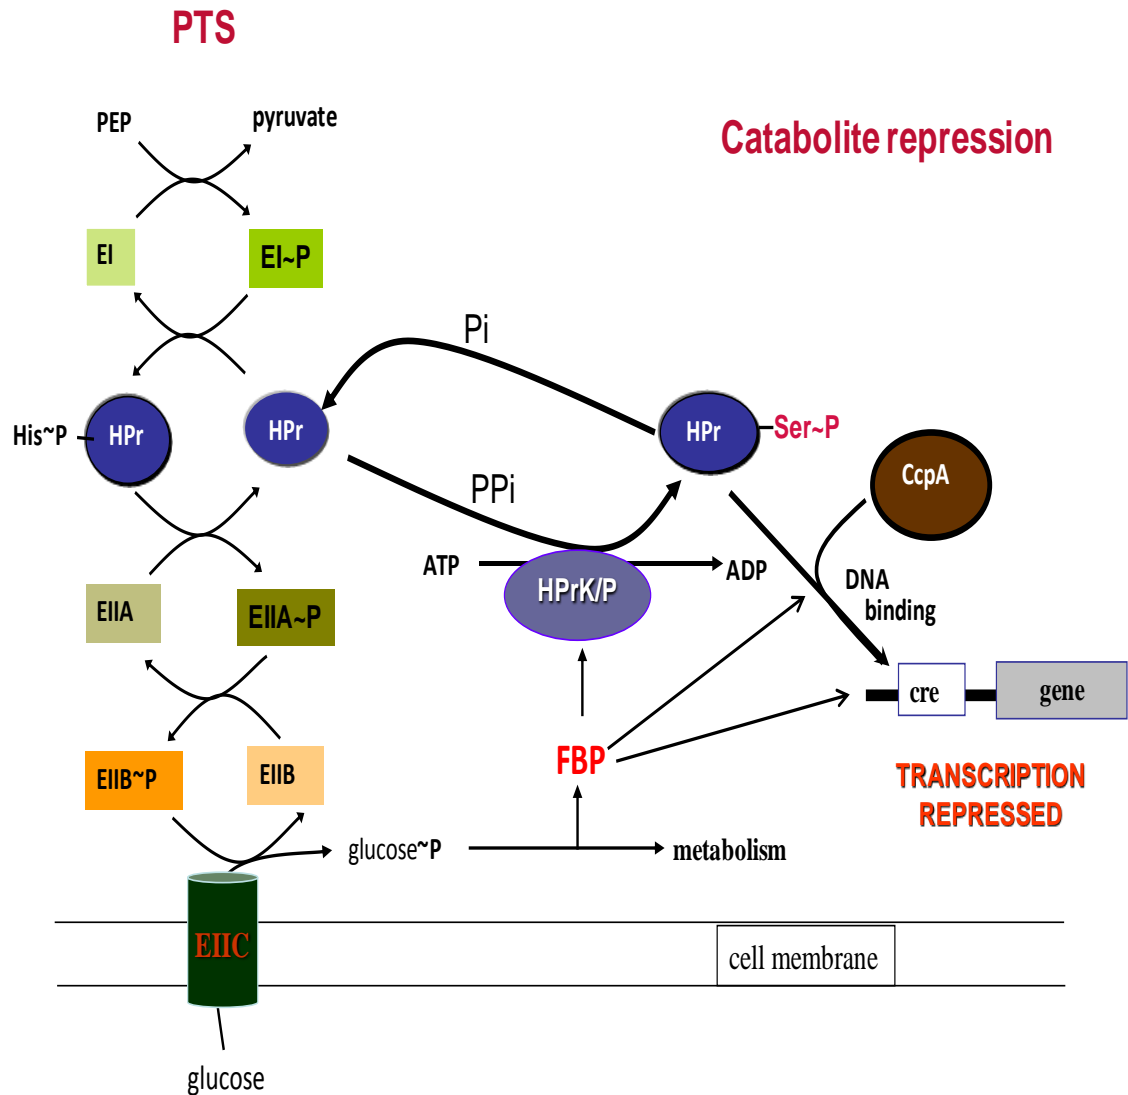 PTS
PEP
pyruvate
Catabolite repression
EI
EI~P
Pi
His~P
HPr
HPr
HPr
Ser~P
CcpA
PPi
ATP
HPrK/P
ADP
DNA
binding
EIIA
EIIA~P
cre
gene
FBP
EIIB~P
EIIB
TRANSCRIPTION
REPRESSED
glucose~P
metabolism
EIIC
cell membrane
glucose